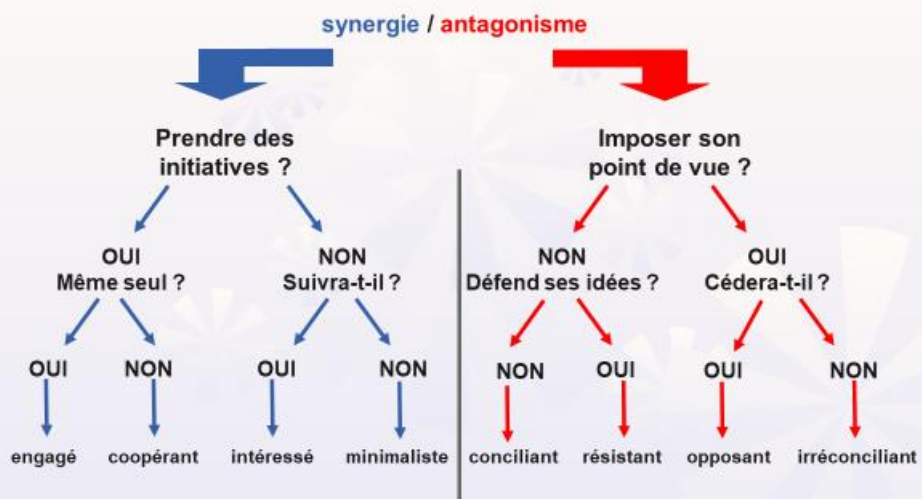 synergie / antagonisme
Prendre des
initiatives ?
Imposer son
point de vue ?
OUI
Même seul ?
NON
Suivra-t-il ?
NON
Défend ses idées ?
OUI
Cédera-t-il ?
OUI
NON
OUI
NON
NON
OUI
OUI
NON
engagé
coopérant
intéressé
minimaliste
conciliant
résistant
opposant
irréconciliant